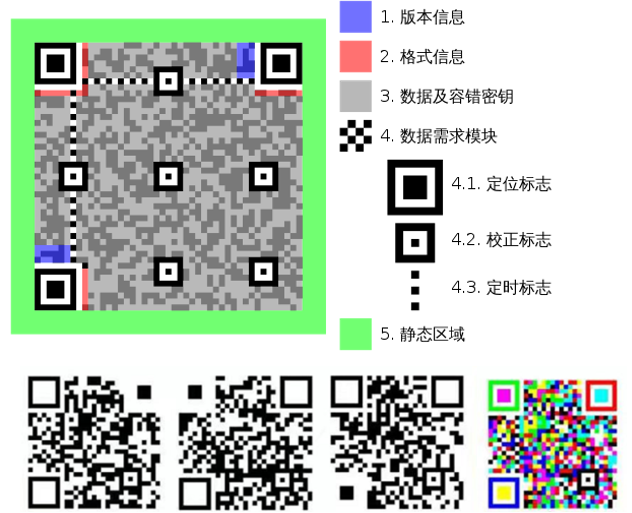 1. 版本信息
2. 格式信息
3. 数据及容错密钥
4. 数据需求模块
4.1. 定位标志
4.2. 校正标志
4.3. 定时标志
5. 静态区域